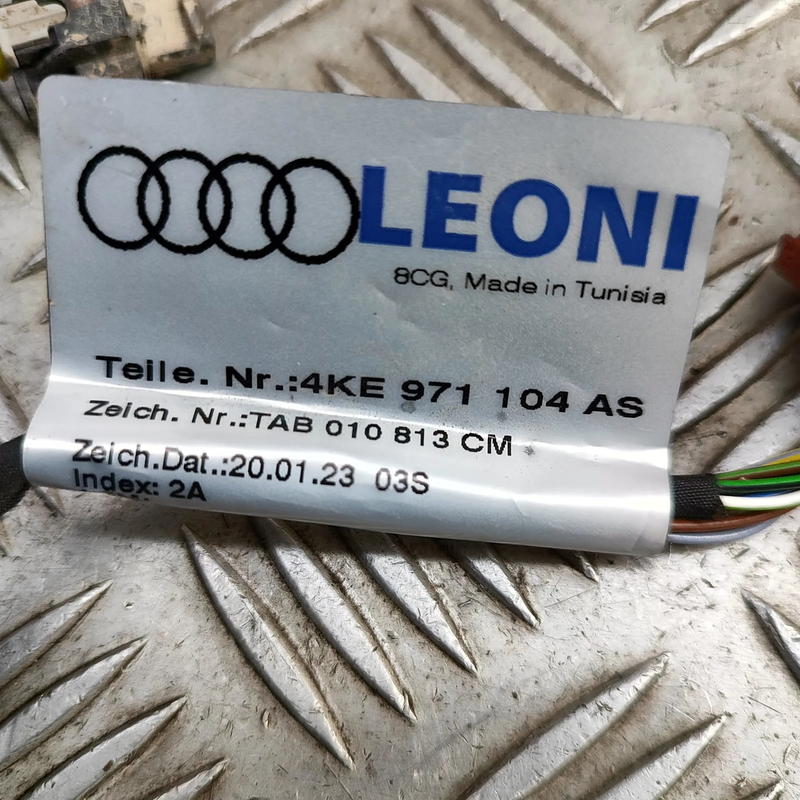 LEONI
8CG, Made in Tunisia
Teile. Nr.:4KE 971 104 AS
Zeich. Nr.:TAB 010 813 CM
Zeich.Dat.:20.01.23 03S
Index: 2A